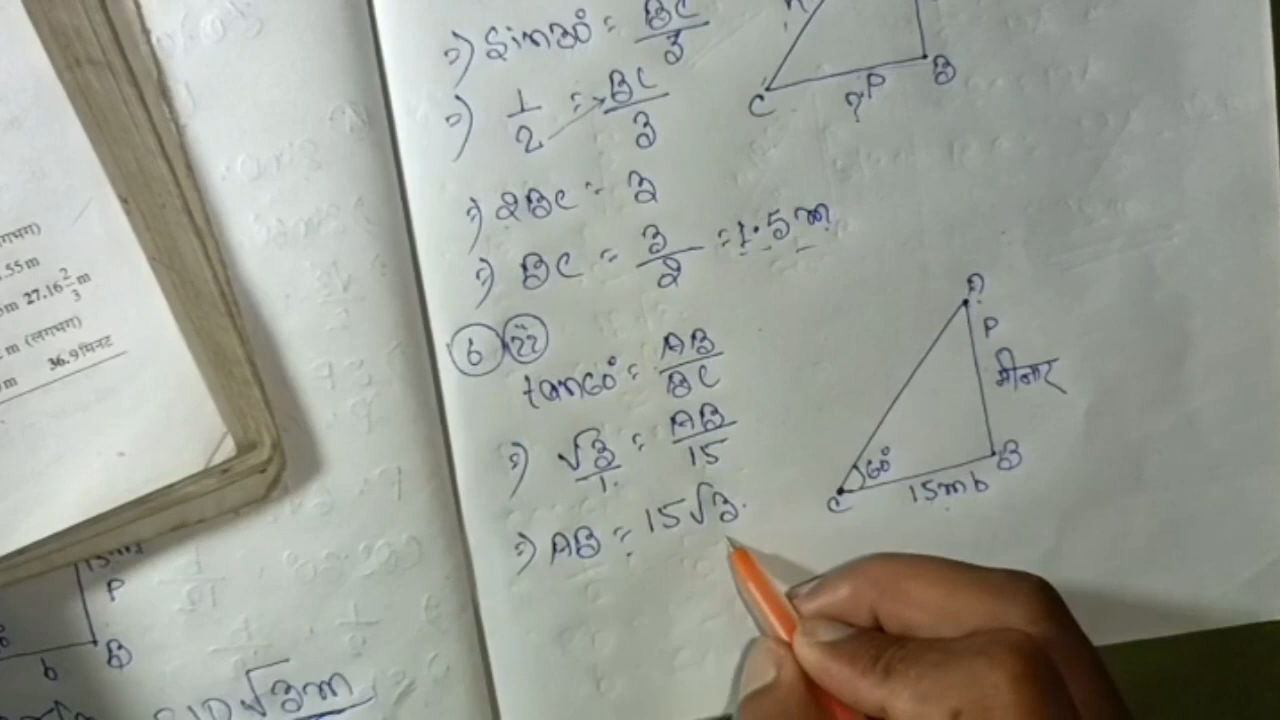 ⇒ Sin30° = BC/3
⇒ 1/2 = BC/3
⇒ 2BC = 3
⇒ BC = 3/2 = 1.5m
6 22
tan60° = AB/BC
⇒ √3/1 = AB/15
⇒ AB = 15√3
C ? P B
A
P
मीनार
60°
C 15m b B
.55m
m 27.16 2/3 m
m (लगभग)
m 36.9 मिनट
P
b B
10√3m